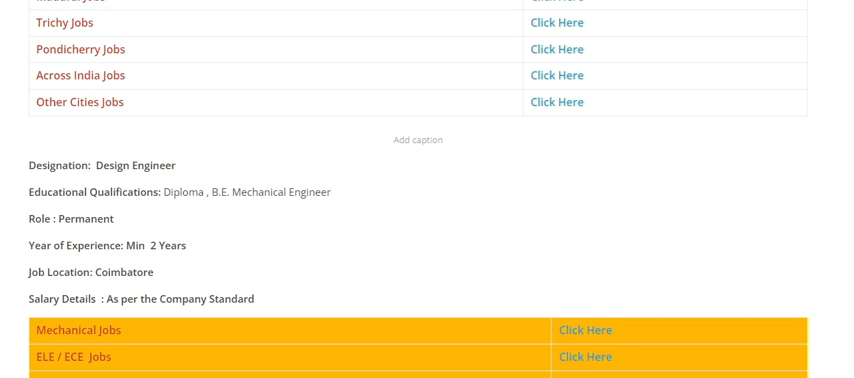 Trichy Jobs Click Here
Pondicherry Jobs Click Here
Across India Jobs Click Here
Other Cities Jobs Click Here
Add caption
Designation: Design Engineer
Educational Qualifications: Diploma , B.E. Mechanical Engineer
Role : Permanent
Year of Experience: Min 2 Years
Job Location: Coimbatore
Salary Details : As per the Company Standard
Mechanical Jobs Click Here
ELE / ECE Jobs Click Here